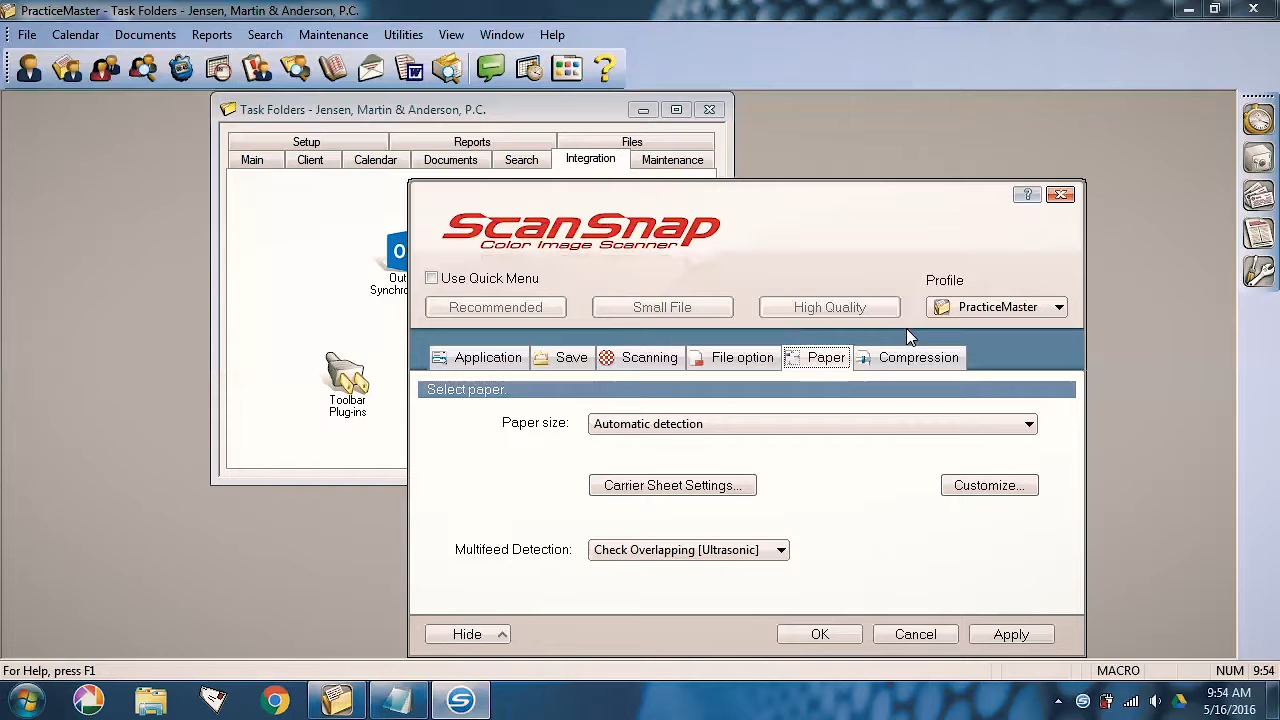 PracticeMaster - Task Folders - Jensen, Martin & Anderson, P.C.
File Calendar Documents Reports Search Maintenance Utilities View Window Help
Task Folders - Jensen, Martin & Anderson, P.C.
Setup Reports Files
Main Client Calendar Documents Search Integration Maintenance
ScanSnap
Color Image Scanner
Use Quick Menu
Profile
Recommended Small File High Quality PracticeMaster
Application Save Scanning File option Paper Compression
Select paper.
Paper size: Automatic detection
Carrier Sheet Settings... Customize...
Multifeed Detection: Check Overlapping [Ultrasonic]
Hide OK Cancel Apply
Toolbar
Plug-ins
For Help, press F1 MACRO NUM 9:54
9:54 AM
5/16/2016